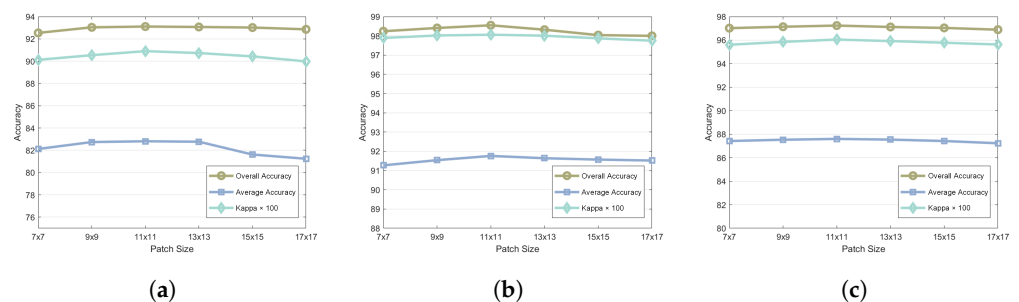 94
92
90
88
86
84
82
80
78
76
Accuracy
Overall Accuracy
Average Accuracy
Kappa × 100
7x7 9x9 11x11 13x13 15x15 17x17
Patch Size
(a)
99
98
97
96
95
94
93
92
91
90
89
88
Accuracy
Overall Accuracy
Average Accuracy
Kappa × 100
7x7 9x9 11x11 13x13 15x15 17x17
Patch Size
(b)
98
96
94
92
90
88
86
84
82
80
Accuracy
Overall Accuracy
Average Accuracy
Kappa × 100
7x7 9x9 11x11 13x13 15x15 17x17
Patch Size
(c)